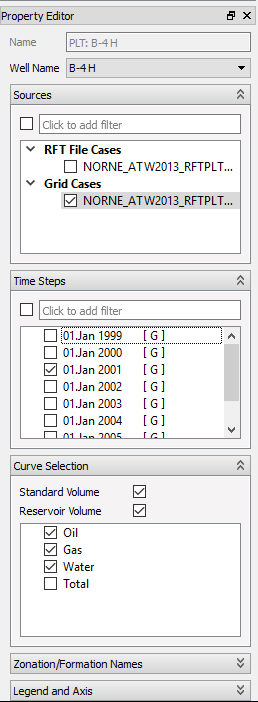 Property Editor
Name PLT: B-4 H
Well Name B-4 H
Sources
Click to add filter
RFT File Cases
NORNE_ATW2013_RFTPLT...
Grid Cases
NORNE_ATW2013_RFTPLT...
Time Steps
Click to add filter
01.Jan 1999 [ G ]
01.Jan 2000 [ G ]
01.Jan 2001 [ G ]
01.Jan 2002 [ G ]
01.Jan 2003 [ G ]
01.Jan 2004 [ G ]
01.Jan 2005 [ G ]
Curve Selection
Standard Volume
Reservoir Volume
Oil
Gas
Water
Total
Zonation/Formation Names
Legend and Axis